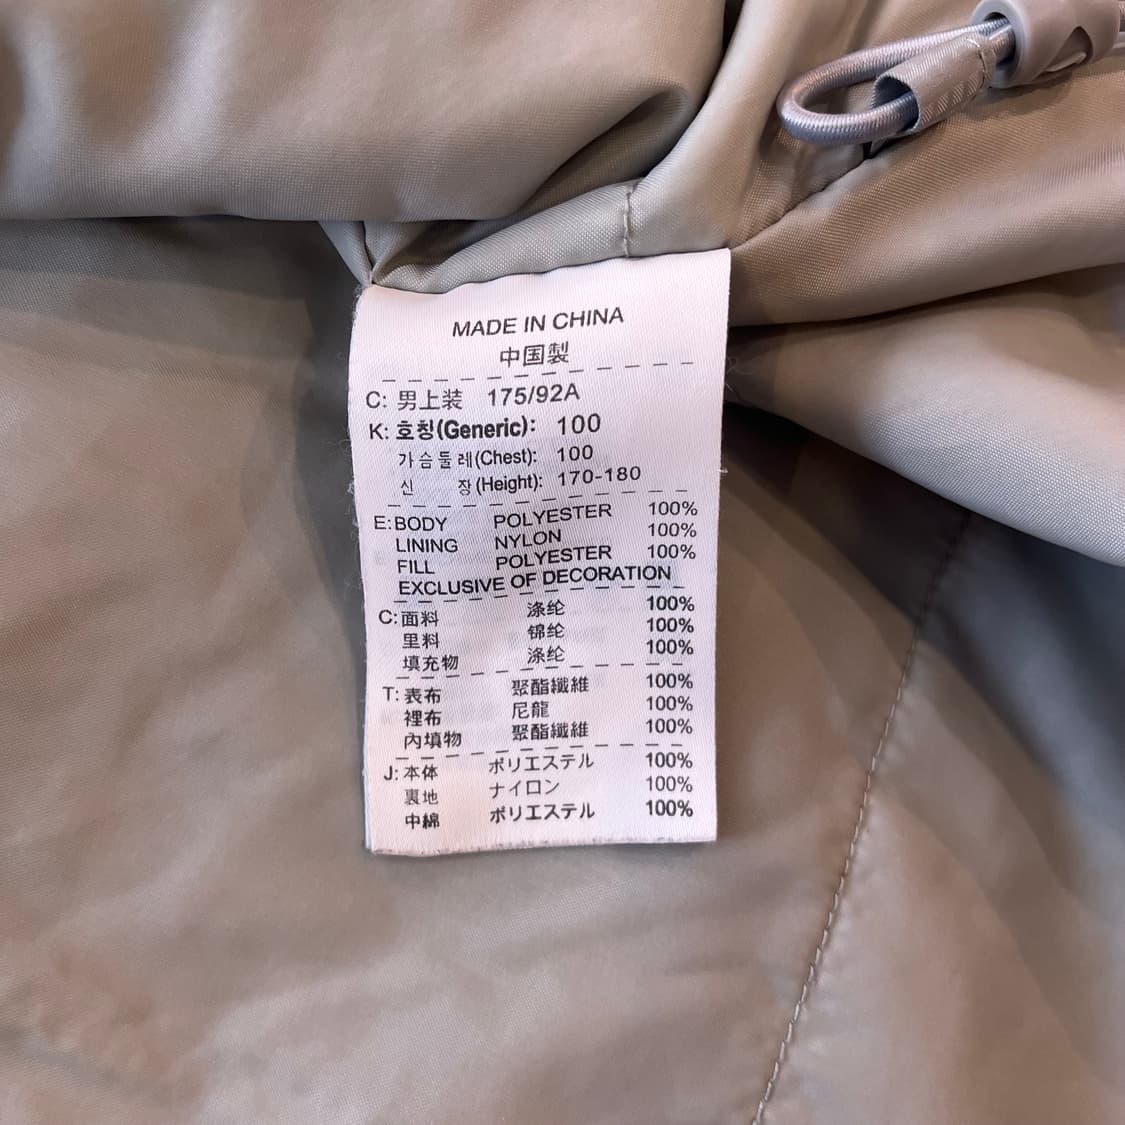 MADE IN CHINA
中国製
C: 男上装 175/92A
K: 호칭(Generic): 100
가슴둘레(Chest): 100
신 장(Height): 170-180
E: BODY POLYESTER 100%
LINING NYLON 100%
FILL POLYESTER 100%
EXCLUSIVE OF DECORATION
C: 面料 涤纶 100%
里料 锦纶 100%
填充物 涤纶 100%
T: 表布 聚酯纖維 100%
裡布 尼龍 100%
內填物 聚酯纖維 100%
J: 本体 ポリエステル 100%
裏地 ナイロン 100%
中綿 ポリエステル 100%